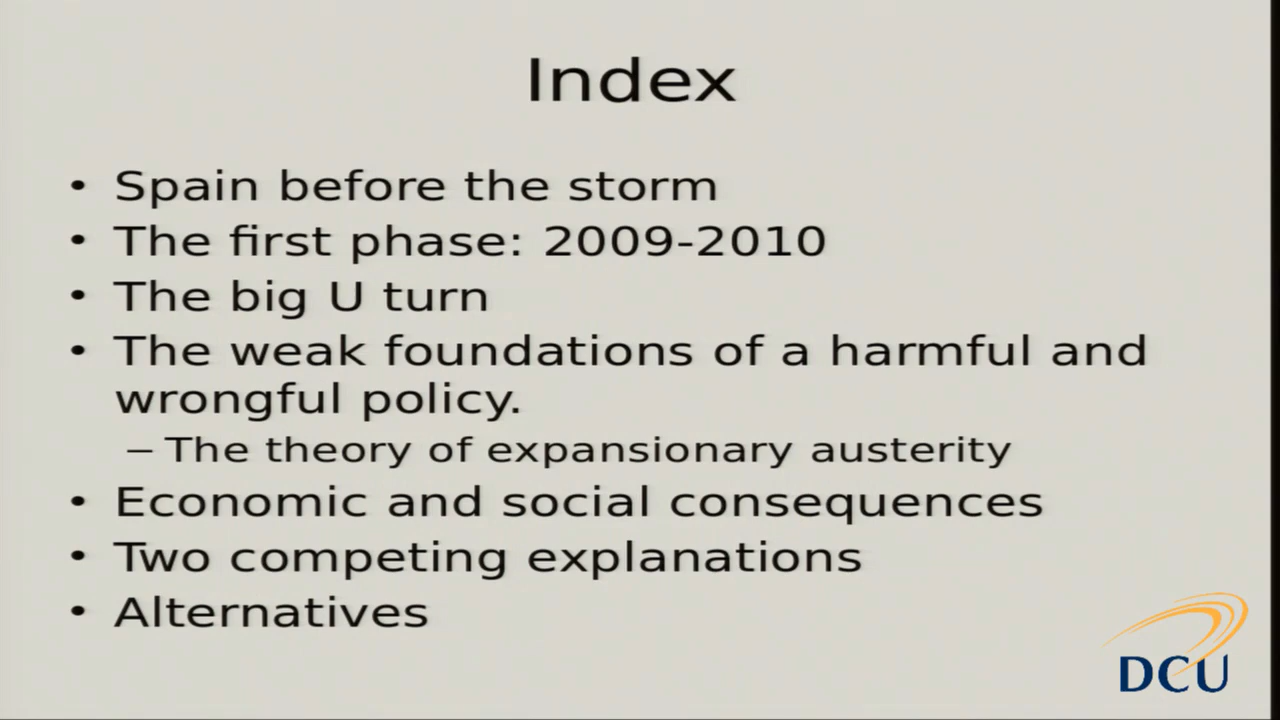 Index
• Spain before the storm
• The first phase: 2009-2010
• The big U turn
• The weak foundations of a harmful and
wrongful policy.
– The theory of expansionary austerity
• Economic and social consequences
• Two competing explanations
• Alternatives
DCU